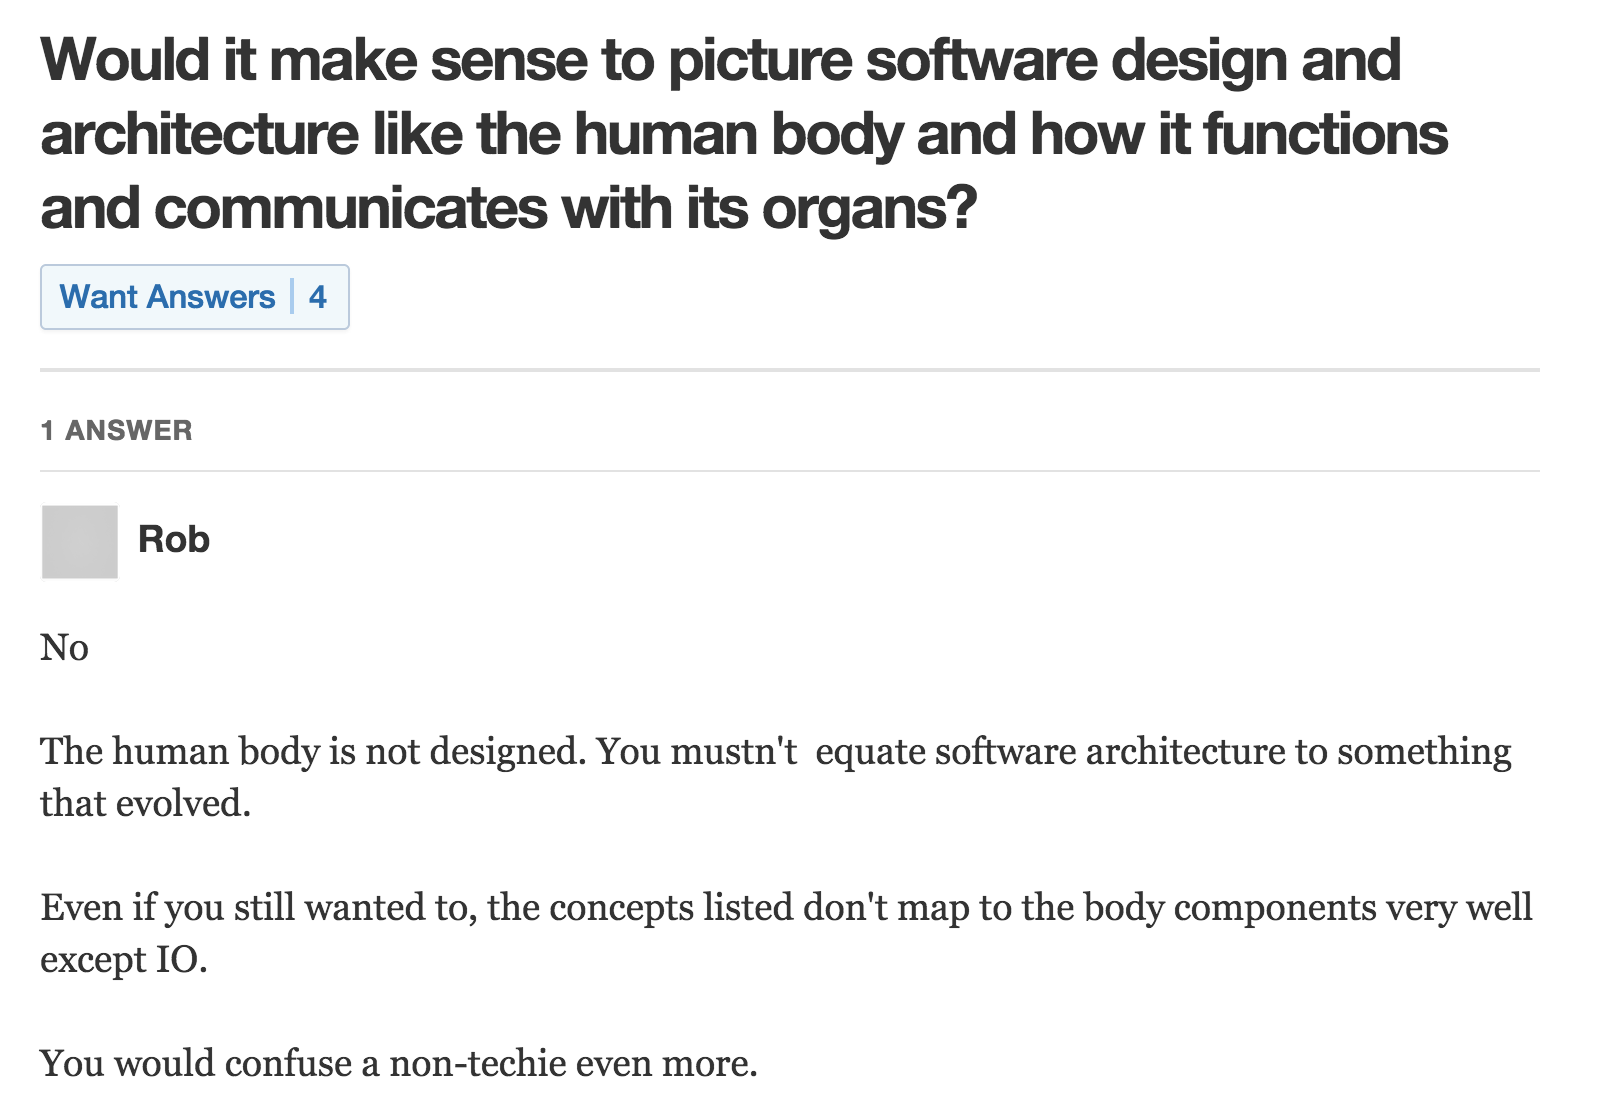 Would it make sense to picture software design and
architecture like the human body and how it functions
and communicates with its organs?
Want Answers | 4
1 ANSWER
Rob
No
The human body is not designed. You mustn't  equate software architecture to something
that evolved.
Even if you still wanted to, the concepts listed don't map to the body components very well
except IO.
You would confuse a non-techie even more.